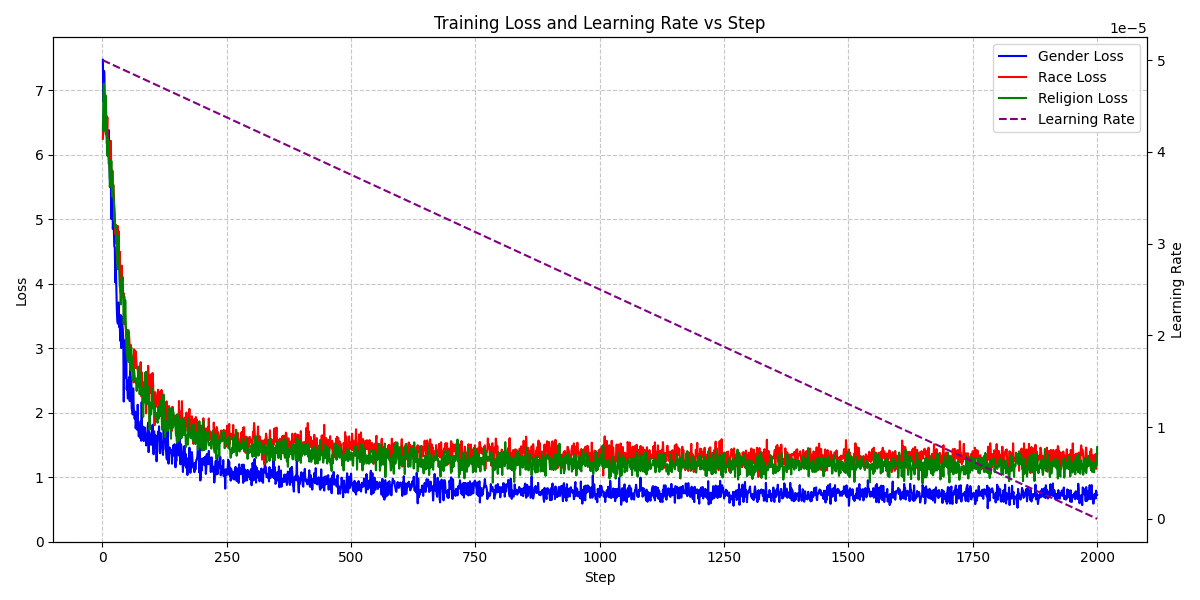 Training Loss and Learning Rate vs Step
1e−5
Gender Loss
Race Loss
Religion Loss
Learning Rate
7
6
5
4
3
2
1
0
Loss
5
4
3
2
1
0
Learning Rate
0 250 500 750 1000 1250 1500 1750 2000
Step